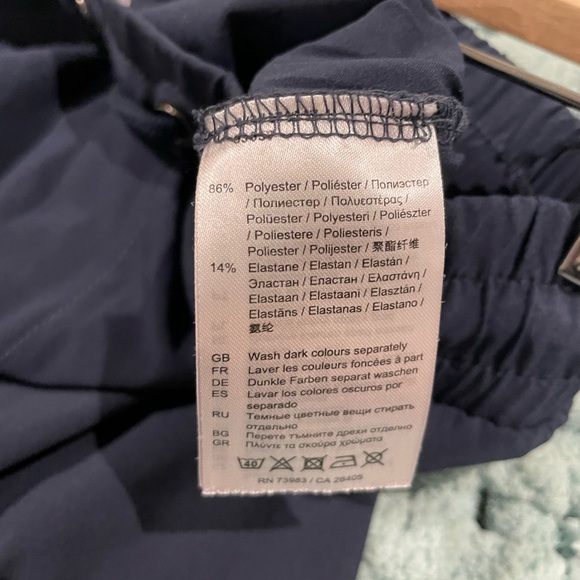 86% Polyester / Poliéster / Полиэстер
/ Полиестер / Πολυεστέρας /
Polüester / Polyesteri / Poliészter
/ Poliestere / Poliesteris /
Poliester / Polijester / 聚酯纤维
14% Elastane / Elastan / Elastán /
Эластан / Еластан / Ελαστάνη /
Elastaan / Elastaani / Elasztán /
Elastāns / Elastanas / Elastano /
氨纶
GB Wash dark colours separately
FR Laver les couleurs foncées à part
DE Dunkle Farben separat waschen
ES Lavar los colores oscuros por
separado
RU Темные цветные вещи стирать
отдельно
BG Перете тъмните дрехи отделно
GR Πλύντε τα σκούρα χρώματα
40
RN 73983 / CA 28405